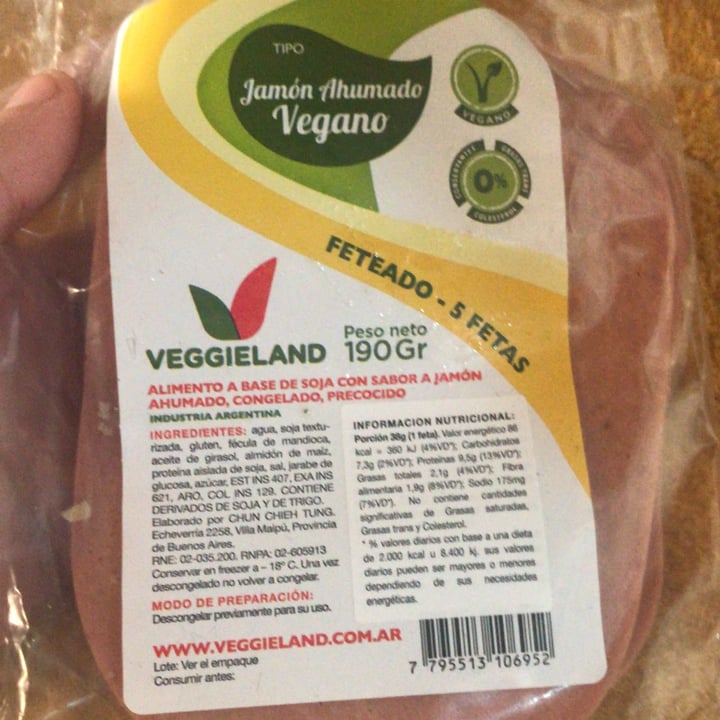 TIPO
Jamón Ahumado
Vegano
VEGANO
CONSERVANTES
GRASAS TRANS
0%
COLESTEROL
FETEADO - 5 FETAS
VEGGIELAND
Peso neto
190Gr
ALIMENTO A BASE DE SOJA CON SABOR A JAMÓN
AHUMADO, CONGELADO, PRECOCIDO
INDUSTRIA ARGENTINA
INGREDIENTES: agua, soja textu-
rizada, gluten, fécula de mandioca,
aceite de girasol, almidón de maíz,
proteina aislada de soja, sal, jarabe de
glucosa, azúcar, EST INS 407, EXA INS
621, ARO, COL INS 129. CONTIENE
DERIVADOS DE SOJA Y DE TRIGO.
Elaborado por CHUN CHIEH TUNG.
Echeverría 2258, Villa Maipú, Provincia
de Buenos Aires.
RNE: 02-035.200. RNPA: 02-605913
Conservar en freezer a – 18º C. Una vez
descongelado no volver a congelar.
MODO DE PREPARACIÓN:
Descongelar previamente para su uso.
WWW.VEGGIELAND.COM.AR
Lote: Ver el empaque
Consumir antes:
INFORMACION NUTRICIONAL:
Porción 38g (1 feta). Valor energético 86
kcal = 360 kJ (4%VD*); Carbohidratos
7,3g (2%VD*); Proteínas 9,5g (13%VD*);
Grasas totales 2,1g (4%VD*); Fibra
alimentaria 1,9g (8%VD*); Sodio 175mg
(7%VD*). No contiene cantidades
significativas de Grasas saturadas,
Grasas trans y Colesterol.
* % valores diarios con base a una dieta
de 2.000 kcal u 8.400 kj. sus valores
diarios pueden ser mayores o menores
dependiendo de sus necesidades
energéticas.
7 795513 106952